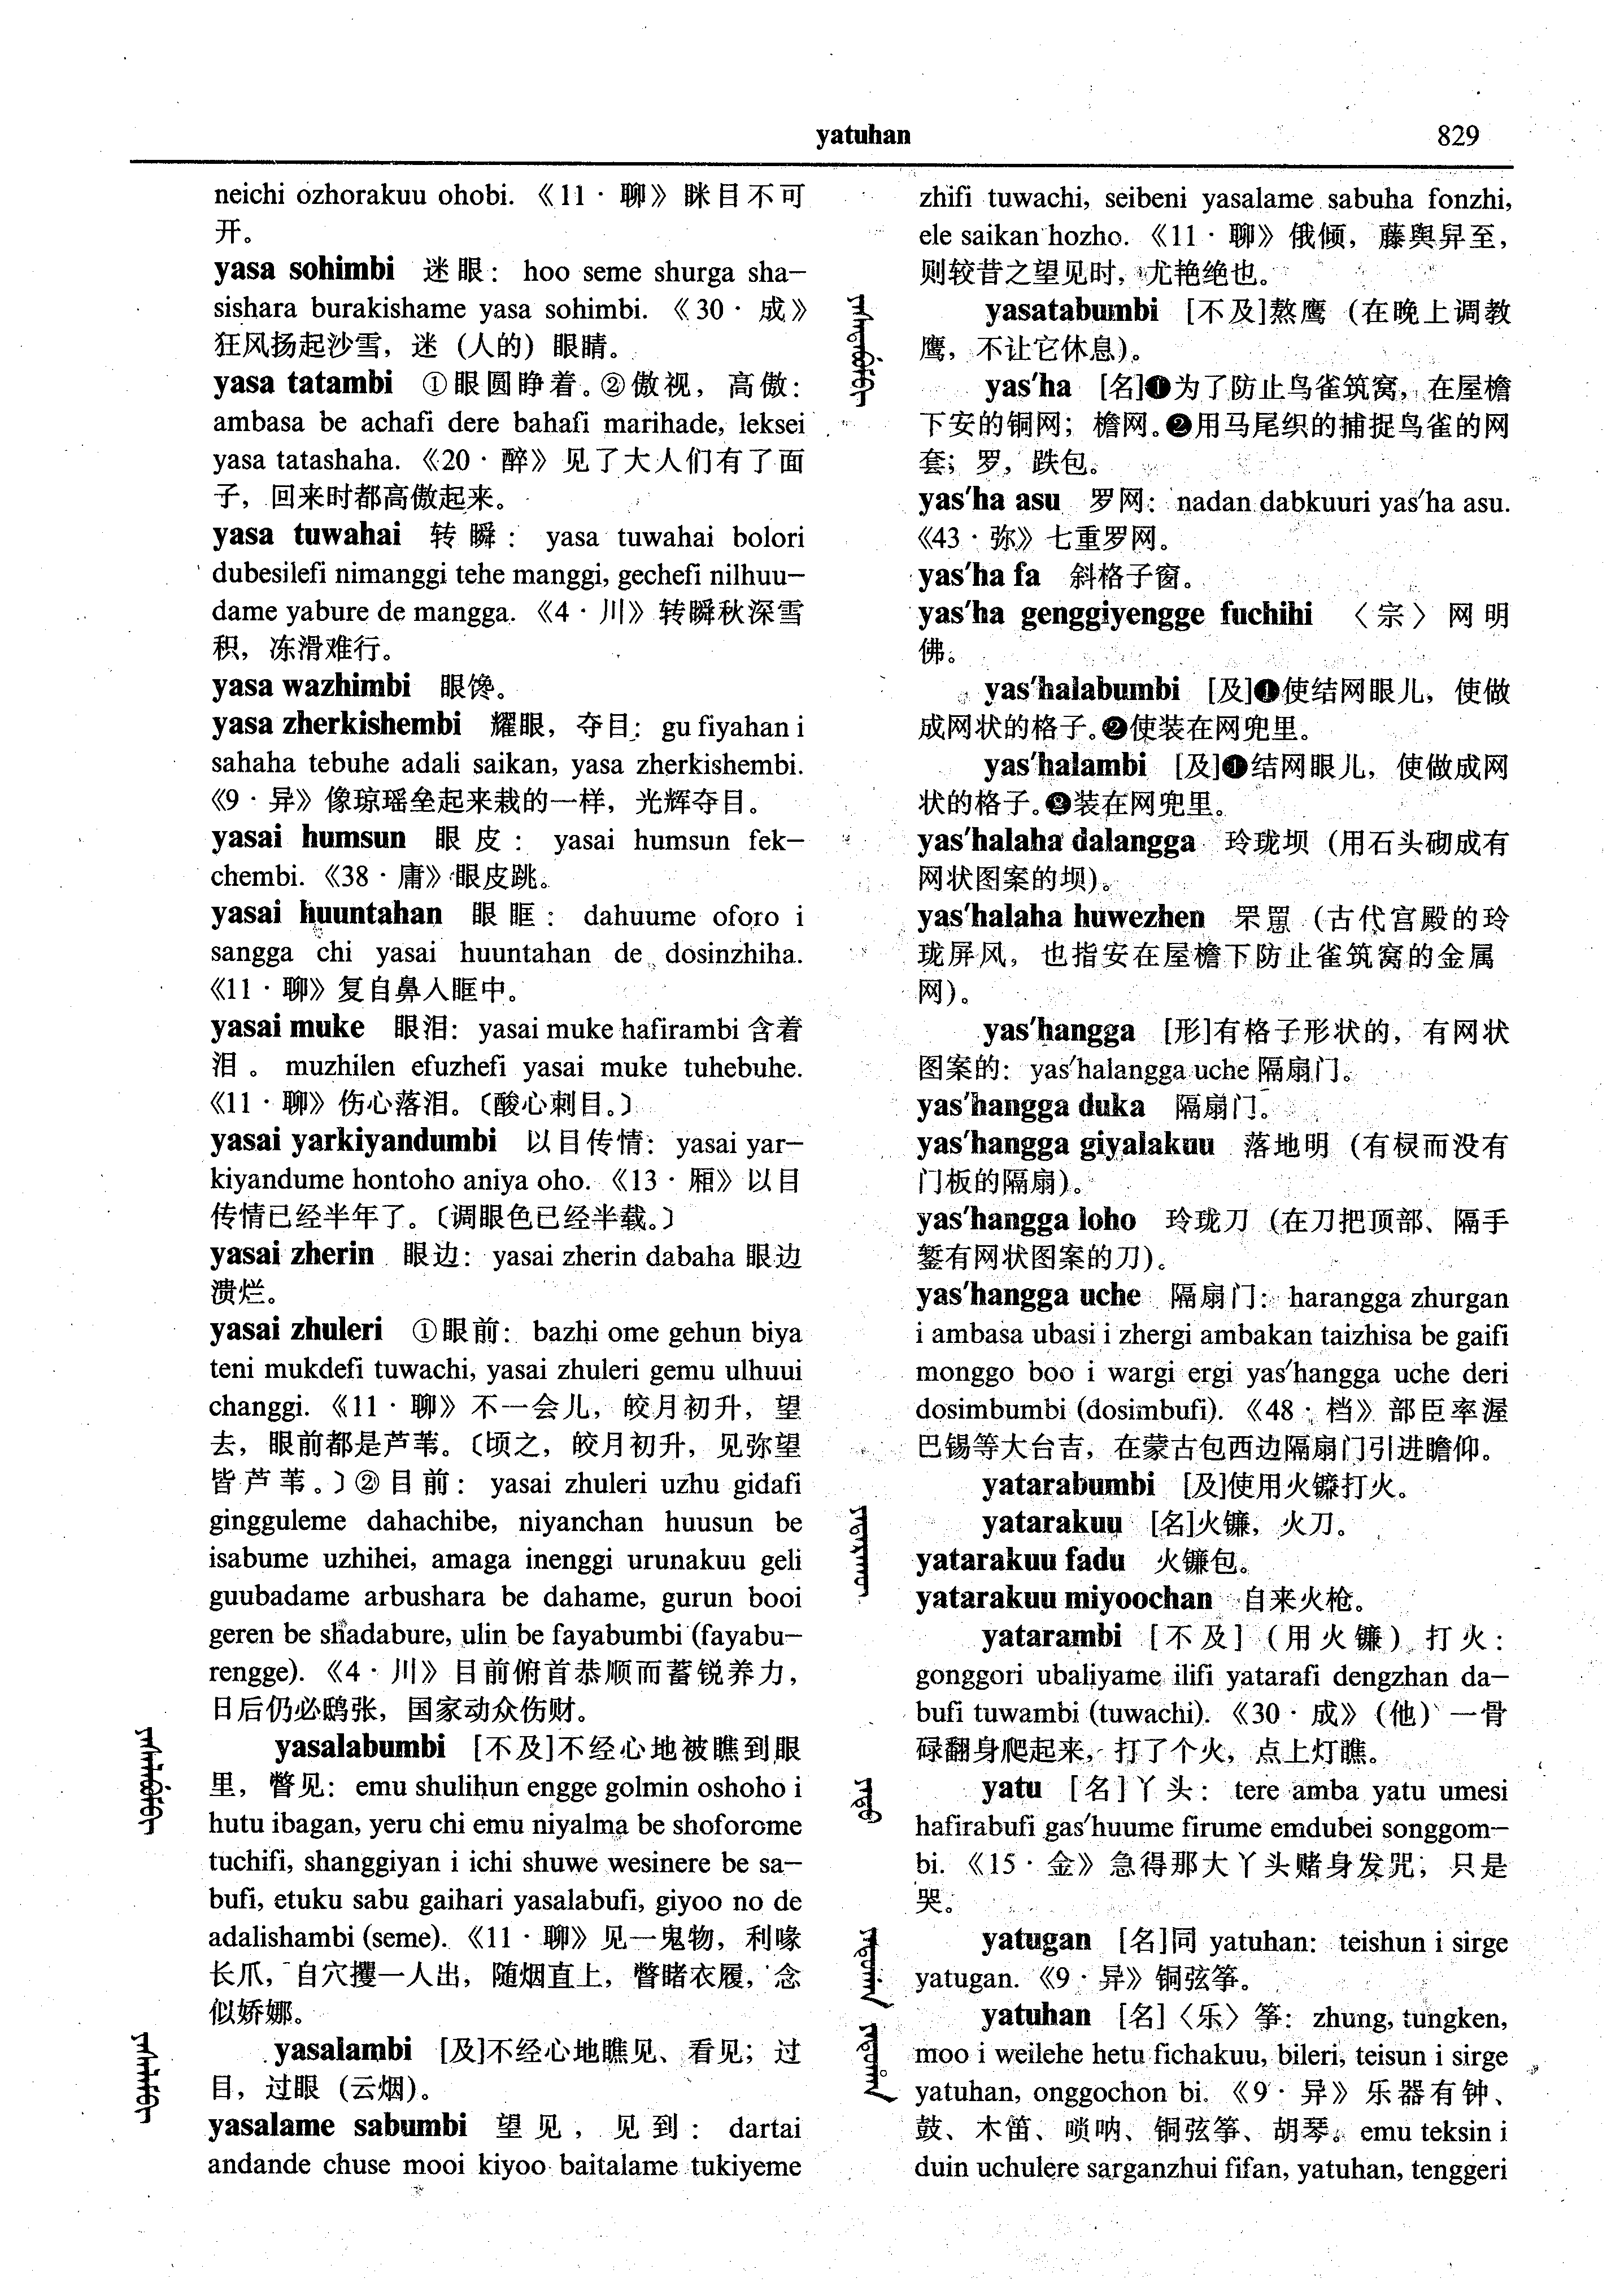 yatuhan
829
neichi ozhorakuu ohobi. 《11·聊》眯目不可
开。
yasa sohimbi 迷眼: hoo seme shurga sha-
sishara burakishame yasa sohimbi. 《30·成》
狂风扬起沙雪,迷(人的)眼睛。
yasa tatambi ①眼圆睁着。②傲视,高傲:
ambasa be achafi dere bahafi marihade, leksei
yasa tatashaha. 《20·醉》见了大人们有了面
子,回来时都高傲起来。
yasa tuwahai 转瞬: yasa tuwahai bolori
dubesilefi nimanggi tehe manggi, gechefi nilhuu-
dame yabure de mangga. 《4·川》转瞬秋深雪
积,冻滑难行。
yasa wazhimbi 眼馋。
yasa zherkishembi 耀眼,夺目: gu fiyahan i
sahaha tebuhe adali saikan, yasa zherkishembi.
《9·异》像琼瑶垒起来栽的一样,光辉夺目。
yasai humsun 眼皮: yasai humsun fek-
chembi. 《38·庸》眼皮跳。
yasai huuntahan 眼眶: dahuume oforo i
sangga chi yasai huuntahan de dosinzhiha.
《11·聊》复自鼻入眶中。
yasai muke 眼泪: yasai muke hafirambi 含着
泪。 muzhilen efuzhefi yasai muke tuhebuhe.
《11·聊》伤心落泪。〔酸心刺目。〕
yasai yarkiyandumbi 以目传情: yasai yar-
kiyandume hontoho aniya oho. 《13·厢》以目
传情已经半年了。〔调眼色已经半载。〕
yasai zherin 眼边: yasai zherin dabaha 眼边
溃烂。
yasai zhuleri ①眼前: bazhi ome gehun biya
teni mukdefi tuwachi, yasai zhuleri gemu ulhuui
changgi. 《11·聊》不一会儿,皎月初升,望
去,眼前都是芦苇。〔顷之,皎月初升,见弥望
皆芦苇。〕②目前: yasai zhuleri uzhu gidafi
gingguleme dahachibe, niyanchan huusun be
isabume uzhihei, amaga inenggi urunakuu geli
guubadame arbushara be dahame, gurun booi
geren be shadabure, ulin be fayabumbi (fayabu-
rengge). 《4·川》目前俯首恭顺而蓄锐养力,
日后仍必鸱张,国家动众伤财。
yasalabumbi [不及]不经心地被瞧到眼
里,瞥见: emu shulihun engge golmin oshoho i
hutu ibagan, yeru chi emu niyalma be shoforome
tuchifi, shanggiyan i ichi shuwe wesinere be sa-
bufi, etuku sabu gaihari yasalabufi, giyoo no de
adalishambi (seme). 《11·聊》见一鬼物,利喙
长爪,自穴攫一人出,随烟直上,瞥睹衣履,念
似娇娜。
yasalambi [及]不经心地瞧见、看见;过
目,过眼(云烟)。
yasalame sabumbi 望见,见到: dartai
andande chuse mooi kiyoo baitalame tukiyeme
zhifi tuwachi, seibeni yasalame sabuha fonzhi,
ele saikan hozho. 《11·聊》俄倾,藤舆舁至,
则较昔之望见时,尤艳绝也。
yasatabumbi [不及]熬鹰(在晚上调教
鹰,不让它休息)。
yas'ha [名]❶为了防止鸟雀筑窝,在屋檐
下安的铜网;檐网。❷用马尾织的捕捉鸟雀的网
套;罗,跌包。
yas'ha asu 罗网: nadan dabkuuri yas'ha asu.
《43·弥》七重罗网。
yas'ha fa 斜格子窗。
yas'ha genggiyengge fuchihi 〈宗〉网明
佛。
yas'halabumbi [及]❶使结网眼儿,使做
成网状的格子。❷使装在网兜里。
yas'halambi [及]❶结网眼儿,使做成网
状的格子。❷装在网兜里。
yas'halaha dalangga 玲珑坝(用石头砌成有
网状图案的坝)。
yas'halaha huwezhen 罘罳(古代宫殿的玲
珑屏风,也指安在屋檐下防止雀筑窝的金属
网)。
yas'hangga [形]有格子形状的,有网状
图案的: yas'halangga uche 隔扇门。
yas'hangga duka 隔扇门。
yas'hangga giyalakuu 落地明(有棂而没有
门板的隔扇)。
yas'hangga loho 玲珑刀(在刀把顶部、隔手
錾有网状图案的刀)。
yas'hangga uche 隔扇门: harangga zhurgan
i ambasa ubasi i zhergi ambakan taizhisa be gaifi
monggo boo i wargi ergi yas'hangga uche deri
dosimbumbi (dosimbufi). 《48·档》部臣率渥
巴锡等大台吉,在蒙古包西边隔扇门引进瞻仰。
yatarabumbi [及]使用火镰打火。
yatarakuu [名]火镰,火刀。
yatarakuu fadu 火镰包。
yatarakuu miyoochan 自来火枪。
yatarambi [不及](用火镰)打火:
gonggori ubaliyame ilifi yatarafi dengzhan da-
bufi tuwambi (tuwachi). 《30·成》(他)一骨
碌翻身爬起来,打了个火,点上灯瞧。
yatu [名]丫头: tere amba yatu umesi
hafirabufi gas'huume firume emdubei songgom-
bi. 《15·金》急得那大丫头赌身发咒;只是
哭。
yatugan [名]同 yatuhan: teishun i sirge
yatugan. 《9·异》铜弦筝。
yatuhan [名]〈乐〉筝: zhung, tungken,
moo i weilehe hetu fichakuu, bileri, teisun i sirge
yatuhan, onggochon bi. 《9·异》乐器有钟、
鼓、木笛、唢呐、铜弦筝、胡琴。emu teksin i
duin uchulere sarganzhui fifan, yatuhan, tenggeri